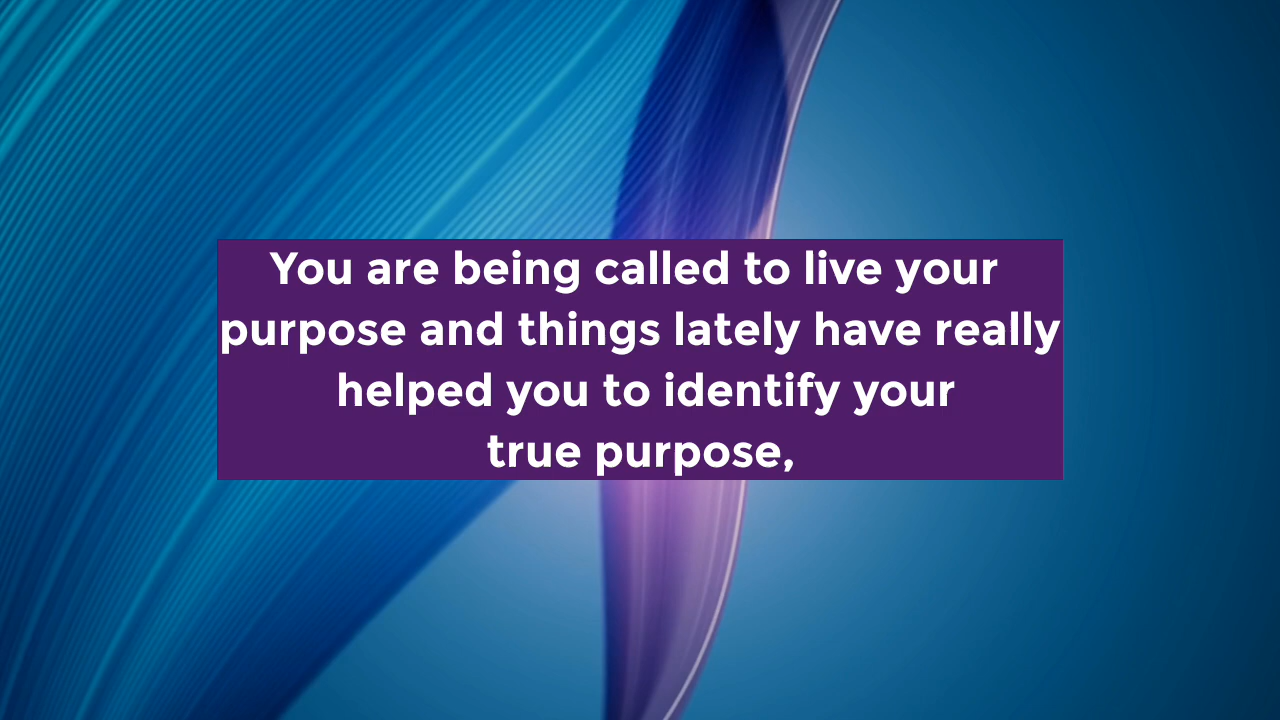 You are being called to live your
purpose and things lately have really
helped you to identify your
true purpose,